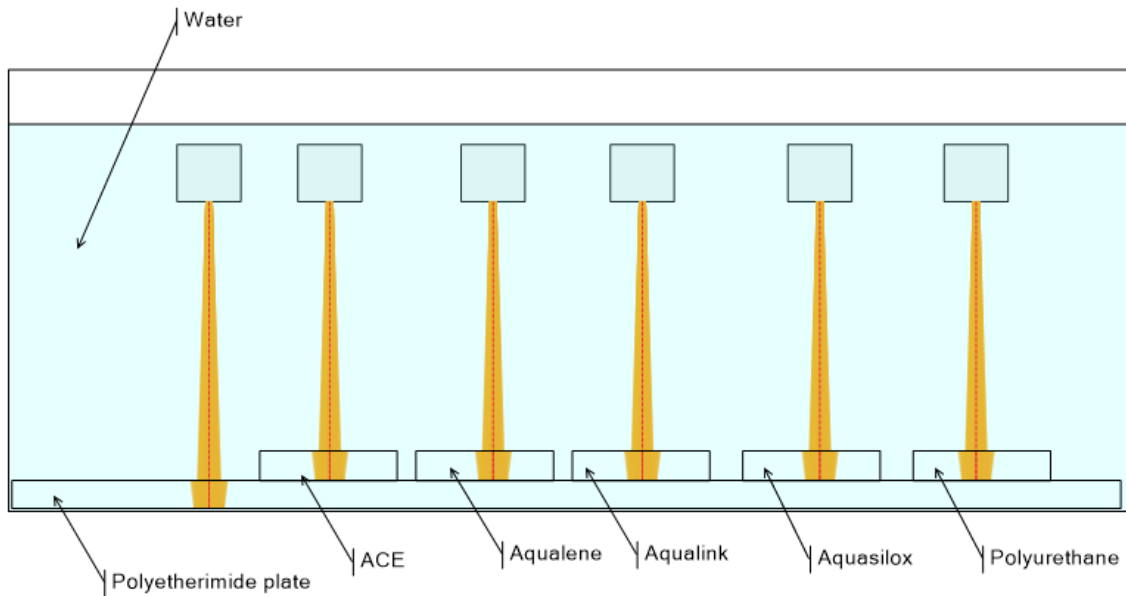 Water
ACE
Aqualene
Aqualink
Aquasilox
Polyurethane
Polyetherimide plate